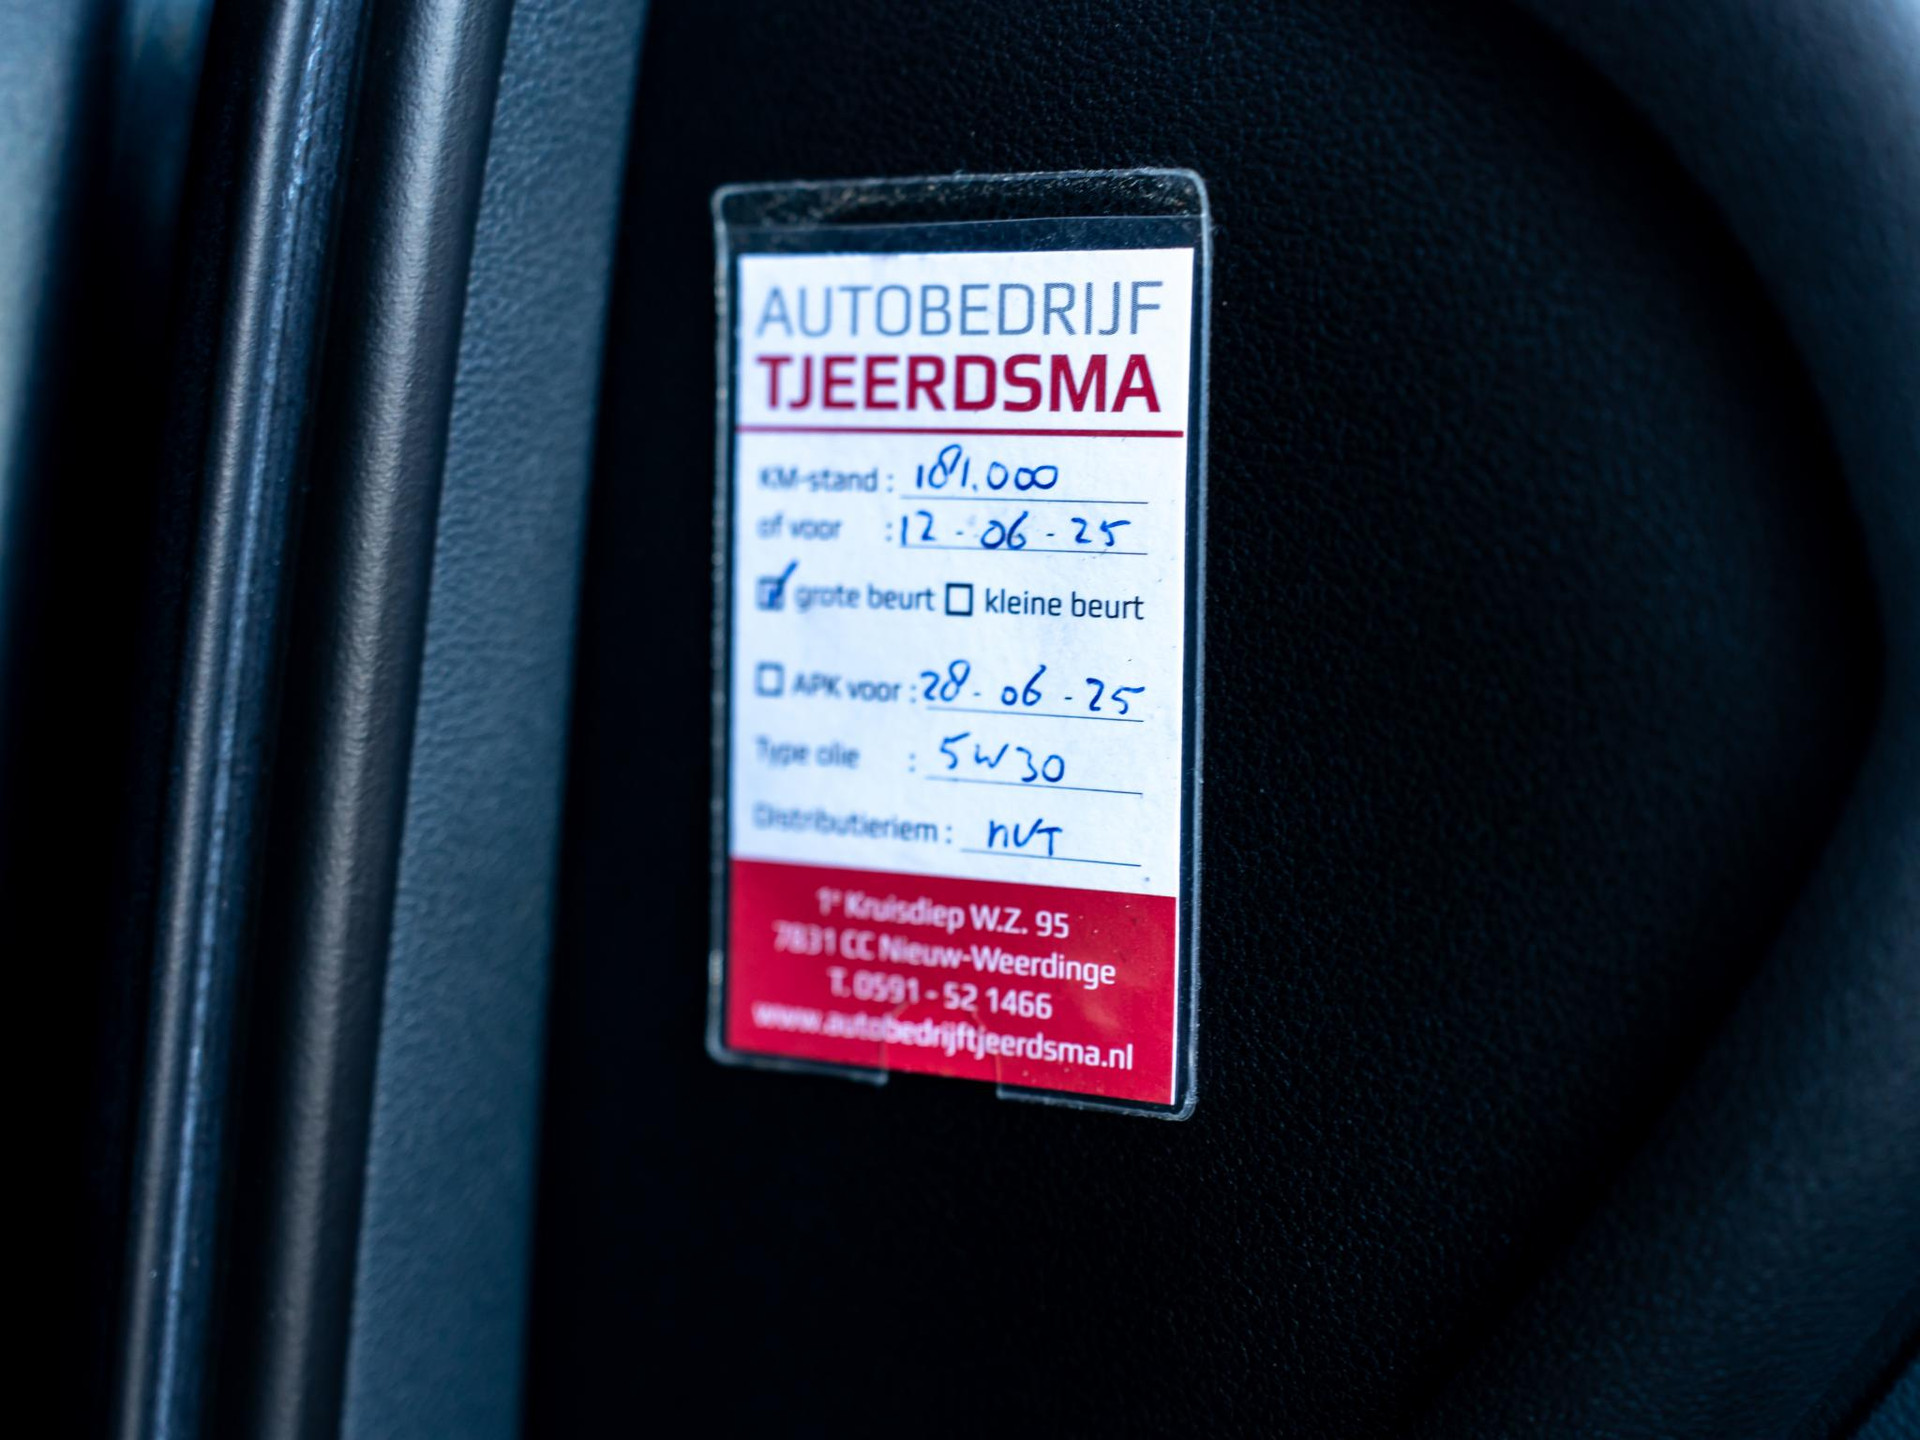 AUTOBEDRIJF
TJEERDSMA
KM-stand : 181.000
of voor : 12-06-25
grote beurt kleine beurt
APK voor : 28-06-25
Type olie : 5W30
Distributieriem : NVT
1e Kruisdiep W.Z. 95
7831 CC Nieuw-Weerdinge
T. 0591 - 52 1466
www.autobedrijftjeerdsma.nl